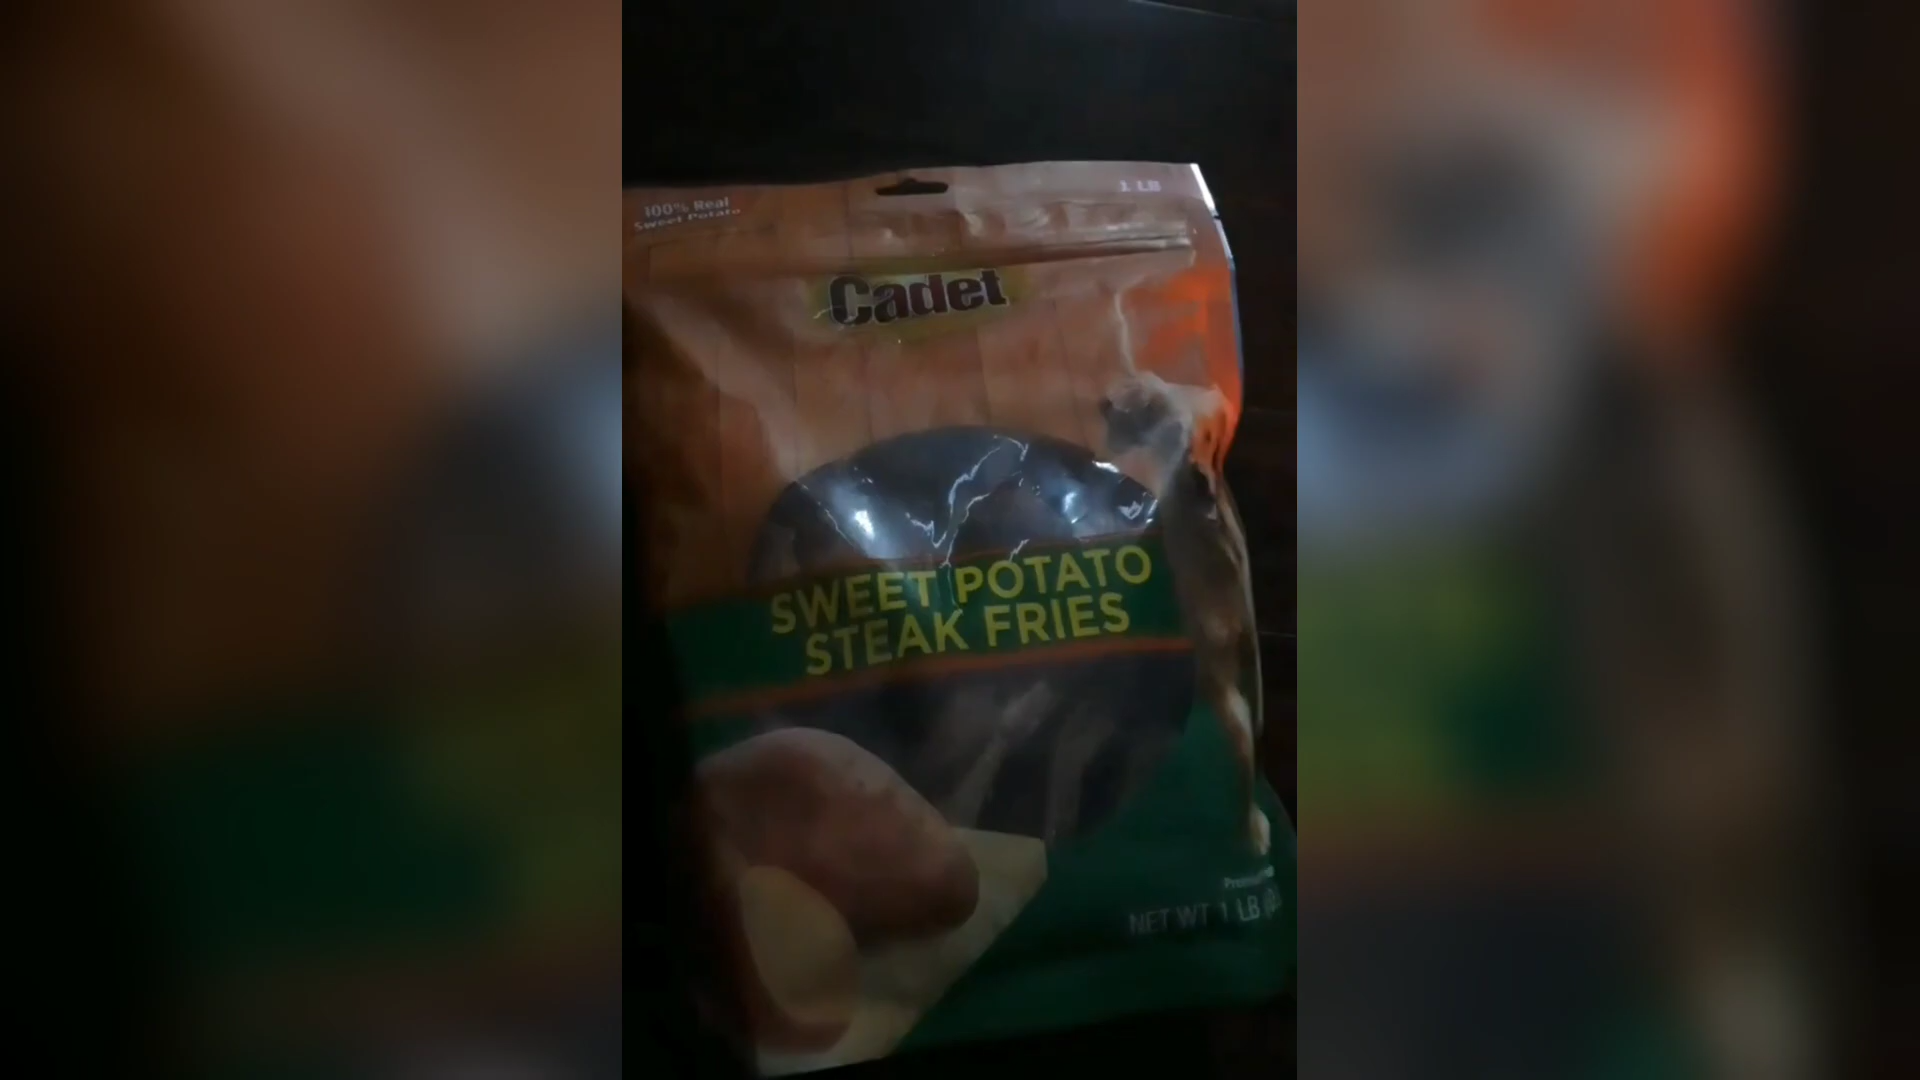 100% Real
Sweet Potato
1 LB
Cadet
SWEET POTATO
STEAK FRIES
NET WT 1 LB